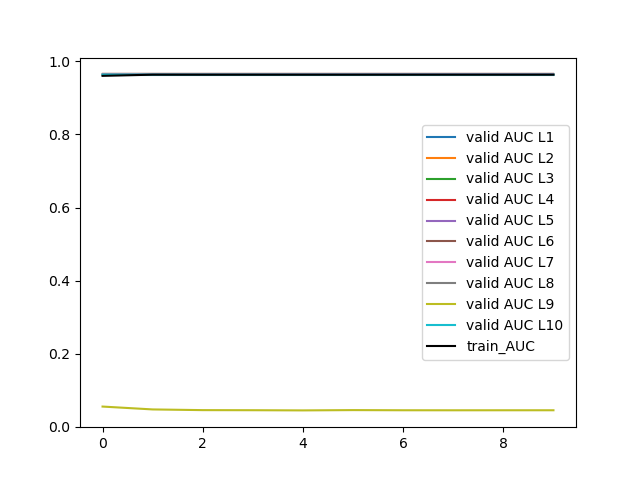 1.0
0.8
0.6
0.4
0.2
0.0
0 2 4 6 8
valid AUC L1
valid AUC L2
valid AUC L3
valid AUC L4
valid AUC L5
valid AUC L6
valid AUC L7
valid AUC L8
valid AUC L9
valid AUC L10
train_AUC